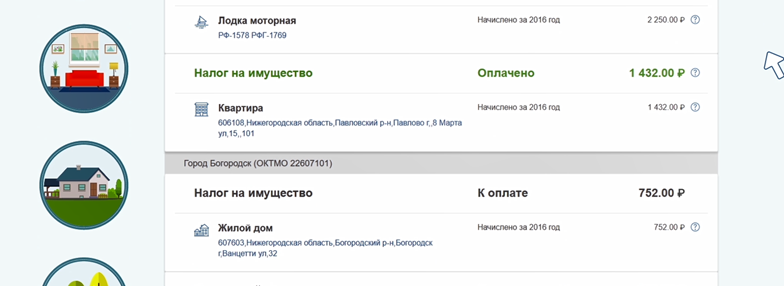 Лодка моторная Начислено за 2016 год 2 250.00 ₽ ?
РФ-1578 РФГ-1769
Налог на имущество Оплачено 1 432.00 ₽ ?
Квартира Начислено за 2016 год 1 432.00 ₽ ?
606108,Нижегородская область,Павловский р-н,Павлово г,,8 Марта
ул,15,,101
Город Богородск (ОКТМО 22607101)
Налог на имущество К оплате 752.00 ₽
Жилой дом Начислено за 2016 год 752.00 ₽ ?
607603,Нижегородская область,Богородский р-н,Богородск
г,Ванцетти ул,32